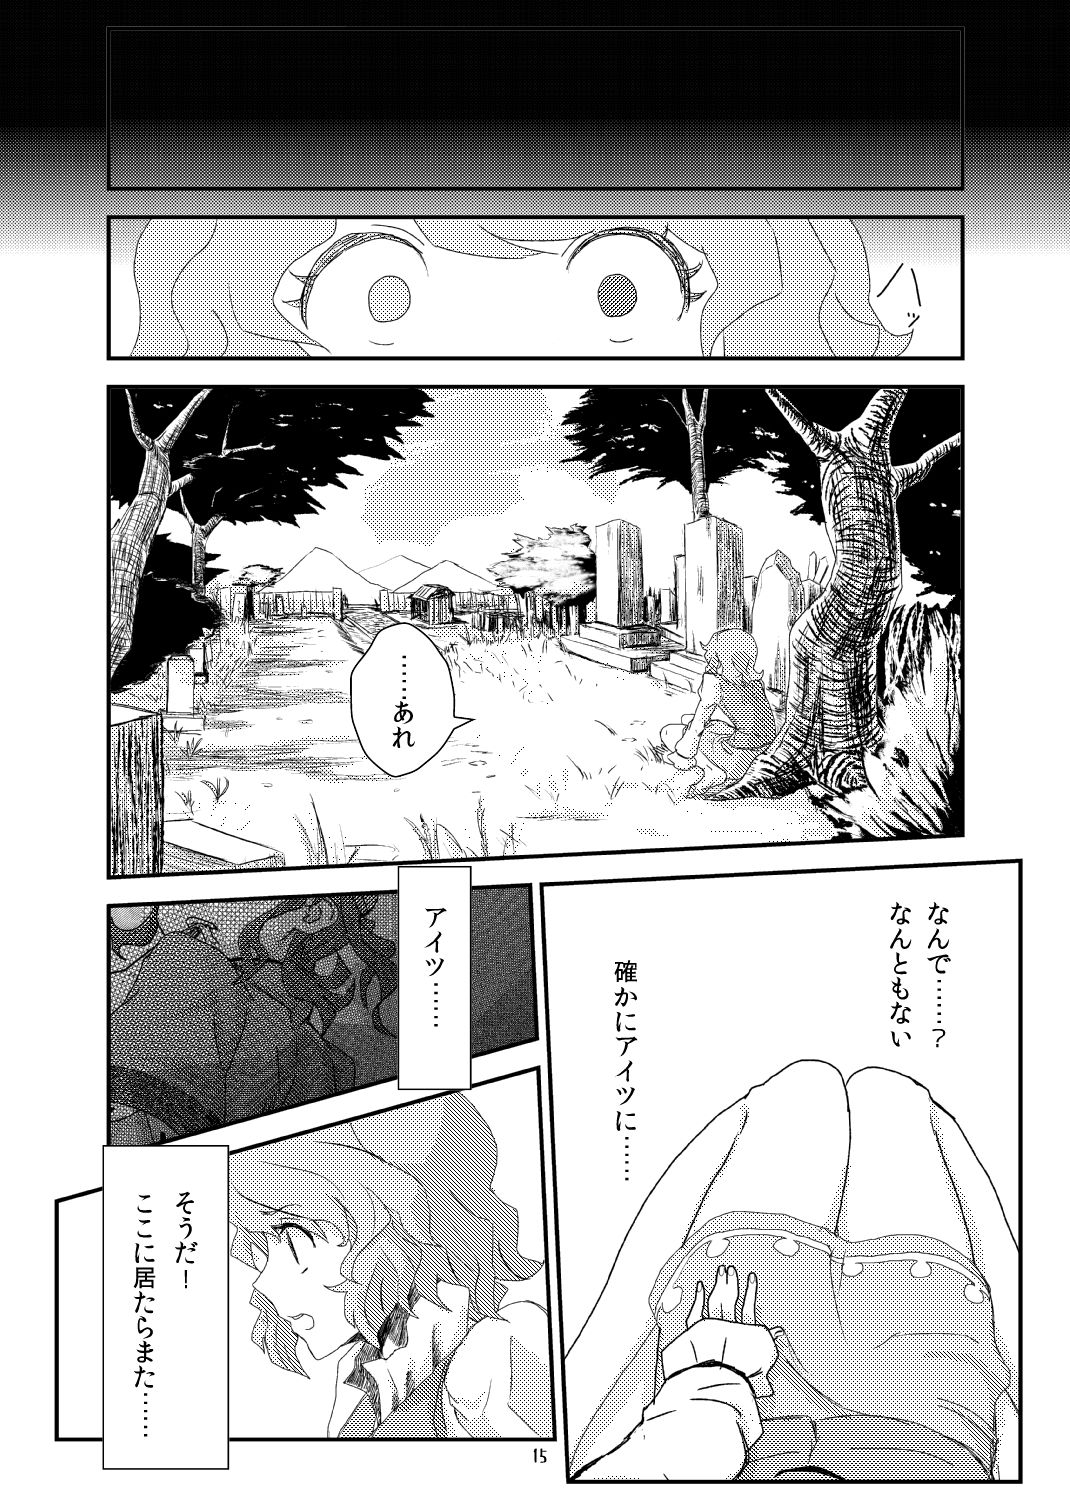 ハッ
……あれ
なんで……？
なんともない
確かにアイツに……
アイツ……
そうだ！
ここに居たらまた……
15